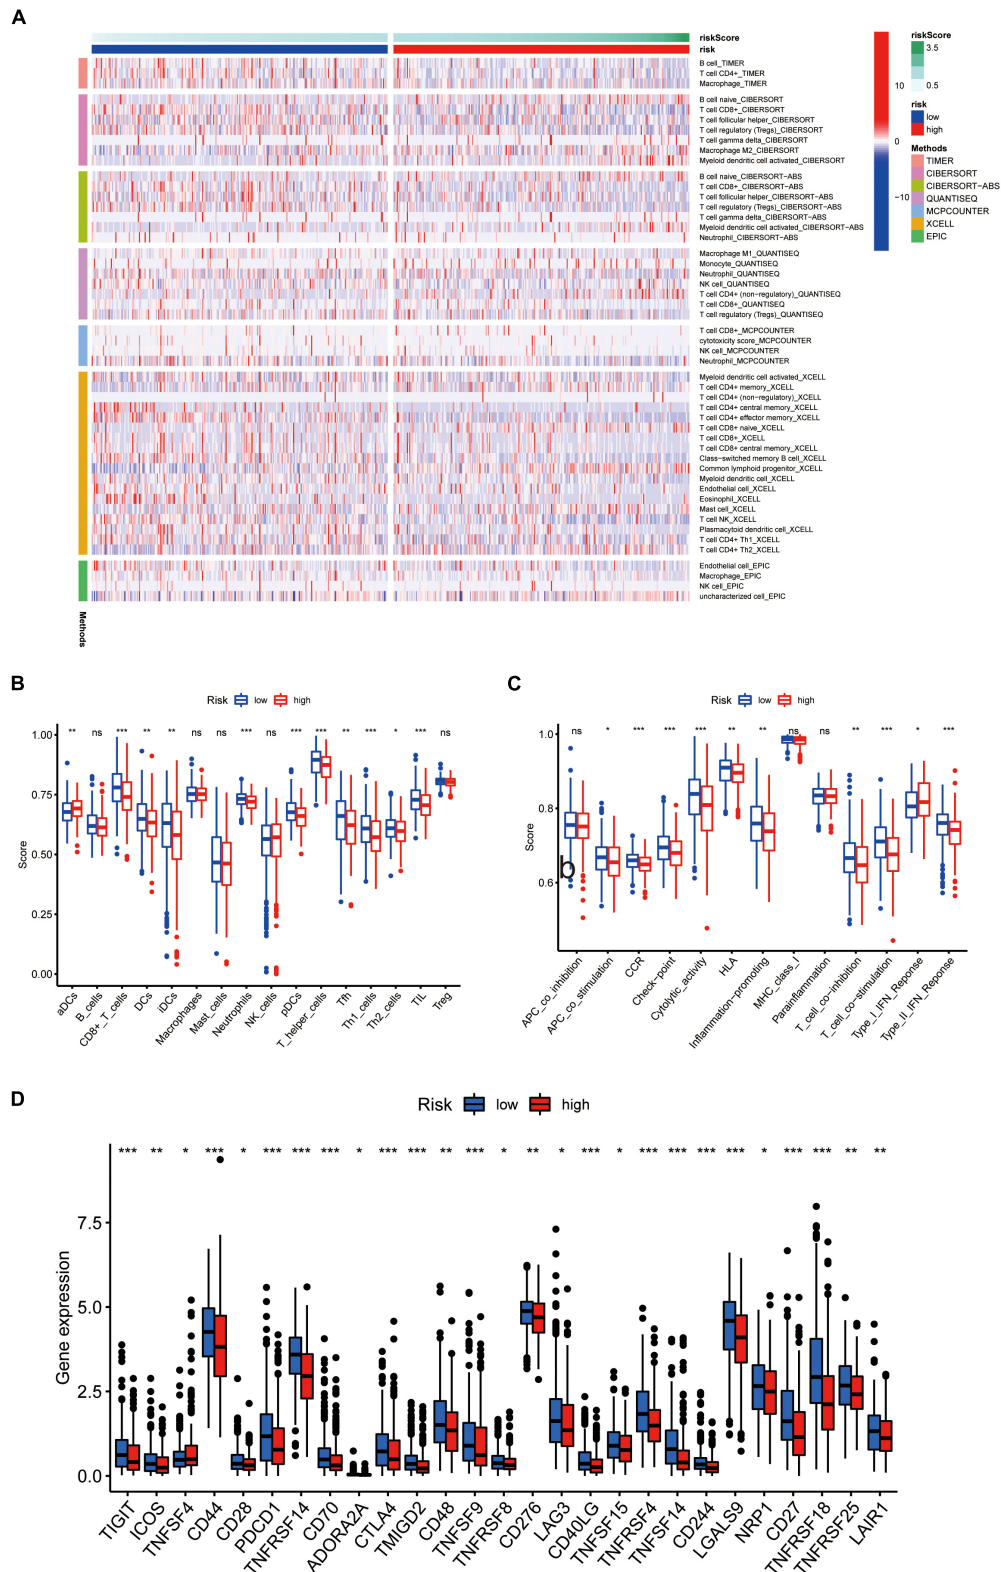 A
riskScore
risk
B cell_TIMER
T cell CD4+_TIMER
Macrophage_TIMER
B cell naive_CIBERSORT
T cell CD8+_CIBERSORT
T cell follicular helper_CIBERSORT
T cell regulatory (Tregs)_CIBERSORT
T cell gamma delta_CIBERSORT
Macrophage M2_CIBERSORT
Myeloid dendritic cell activated_CIBERSORT
B cell naive_CIBERSORT−ABS
T cell CD8+_CIBERSORT−ABS
T cell follicular helper_CIBERSORT−ABS
T cell regulatory (Tregs)_CIBERSORT−ABS
T cell gamma delta_CIBERSORT−ABS
Myeloid dendritic cell activated_CIBERSORT−ABS
Neutrophil_CIBERSORT−ABS
Macrophage M1_QUANTISEQ
Monocyte_QUANTISEQ
Neutrophil_QUANTISEQ
NK cell_QUANTISEQ
T cell CD4+ (non−regulatory)_QUANTISEQ
T cell CD8+_QUANTISEQ
T cell regulatory (Tregs)_QUANTISEQ
T cell CD8+_MCPCOUNTER
cytotoxicity score_MCPCOUNTER
NK cell_MCPCOUNTER
Neutrophil_MCPCOUNTER
Myeloid dendritic cell activated_XCELL
T cell CD4+ memory_XCELL
T cell CD4+ (non−regulatory)_XCELL
T cell CD4+ central memory_XCELL
T cell CD4+ effector memory_XCELL
T cell CD8+ naive_XCELL
T cell CD8+_XCELL
T cell CD8+ central memory_XCELL
Class−switched memory B cell_XCELL
Common lymphoid progenitor_XCELL
Myeloid dendritic cell_XCELL
Endothelial cell_XCELL
Eosinophil_XCELL
Mast cell_XCELL
T cell NK_XCELL
Plasmacytoid dendritic cell_XCELL
T cell CD4+ Th1_XCELL
T cell CD4+ Th2_XCELL
Endothelial cell_EPIC
Macrophage_EPIC
NK cell_EPIC
uncharacterized cell_EPIC
Methods
10
0
−10
riskScore
3.5
0.5
risk
low
high
Methods
TIMER
CIBERSORT
CIBERSORT−ABS
QUANTISEQ
MCPCOUNTER
XCELL
EPIC
B
Risk low high
** ns *** ** ** ns ns *** ns *** *** ** *** * *** ns
Score
1.00
0.75
0.50
0.25
0.00
aDCs
B_cells
CD8+_T_cells
DCs
iDCs
Macrophages
Mast_cells
Neutrophils
NK_cells
pDCs
T_helper_cells
Tfh
Th1_cells
Th2_cells
TIL
Treg
C
Risk low high
ns * *** *** *** ** ** ns ns ** *** * ***
Score
1.0
0.8
0.6
b
APC_co_inhibition
APC_co_stimulation
CCR
Check−point
Cytolytic_activity
HLA
Inflammation−promoting
MHC_class_I
Parainflammation
T_cell_co−inhibition
T_cell_co−stimulation
Type_I_IFN_Reponse
Type_II_IFN_Reponse
D
Risk low high
*** ** * *** * *** *** *** * *** *** ** *** * ** * *** * *** *** *** *** * *** *** ** **
Gene expression
7.5
5.0
2.5
0.0
TIGIT
ICOS
TNFSF4
CD44
CD28
PDCD1
TNFRSF14
CD70
ADORA2A
CTLA4
TMIGD2
CD48
TNFSF9
TNFRSF8
CD276
LAG3
CD40LG
TNFSF15
TNFRSF4
TNFSF14
CD244
LGALS9
NRP1
CD27
TNFRSF18
TNFRSF25
LAIR1